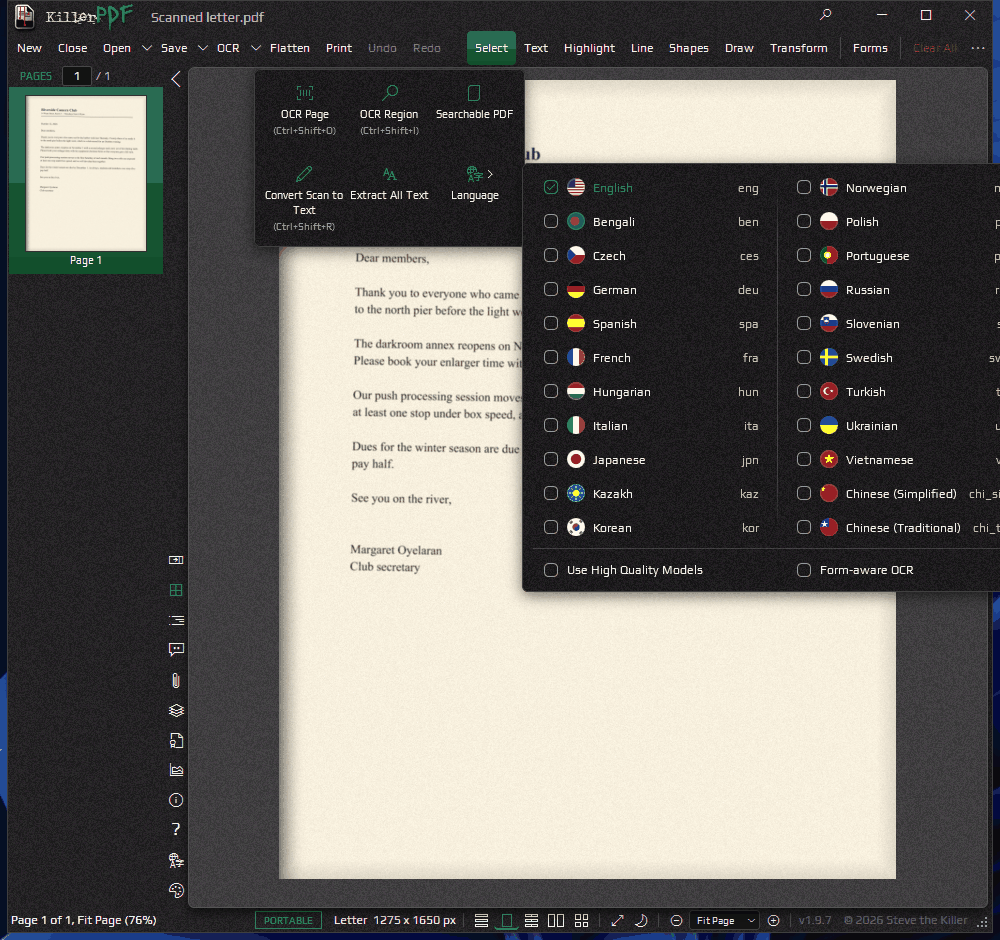 KillerPDF Scanned letter.pdf
New Close Open Save OCR Flatten Print Undo Redo Select Text Highlight Line Shapes Draw Transform Forms Clear All
PAGES 1 / 1
Page 1
OCR Page OCR Region Searchable PDF
(Ctrl+Shift+O) (Ctrl+Shift+I)
Convert Scan to Text Extract All Text Language
(Ctrl+Shift+R)
English eng
Bengali ben
Czech ces
German deu
Spanish spa
French fra
Hungarian hun
Italian ita
Japanese jpn
Kazakh kaz
Korean kor
Norwegian
Polish
Portuguese
Russian
Slovenian
Swedish
Turkish
Ukrainian
Vietnamese
Chinese (Simplified)
Chinese (Traditional)
Use High Quality Models Form-aware OCR
Dear members,
Thank you to everyone who came
to the north pier before the light
The darkroom annex reopens on
Please book your enlarger time
Our push processing session
at least one stop under box speed,
Dues for the winter season are due
pay half.
See you on the river,
Margaret Oyelaran
Club secretary
Page 1 of 1, Fit Page (76%) PORTABLE Letter 1275 x 1650 px Fit Page v1.9.7 © 2026 Steve the Killer